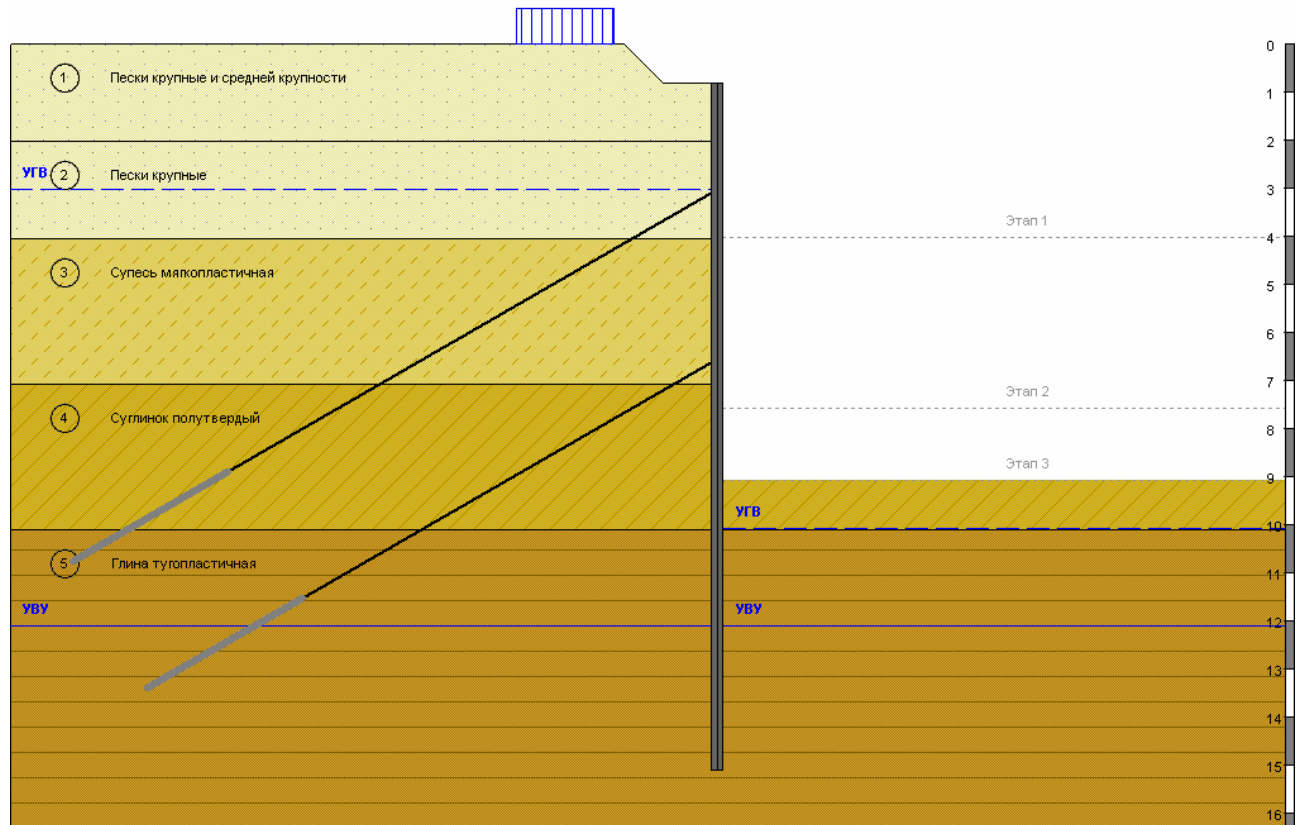 1 Пески крупные и средней крупности
УГВ 2 Пески крупные
3 Супесь мягкопластичная
4 Суглинок полутвердый
5 Глина тугопластичная
УВУ
Этап 1
Этап 2
Этап 3
УГВ
УВУ
0
1
2
3
4
5
6
7
8
9
10
11
12
13
14
15
16